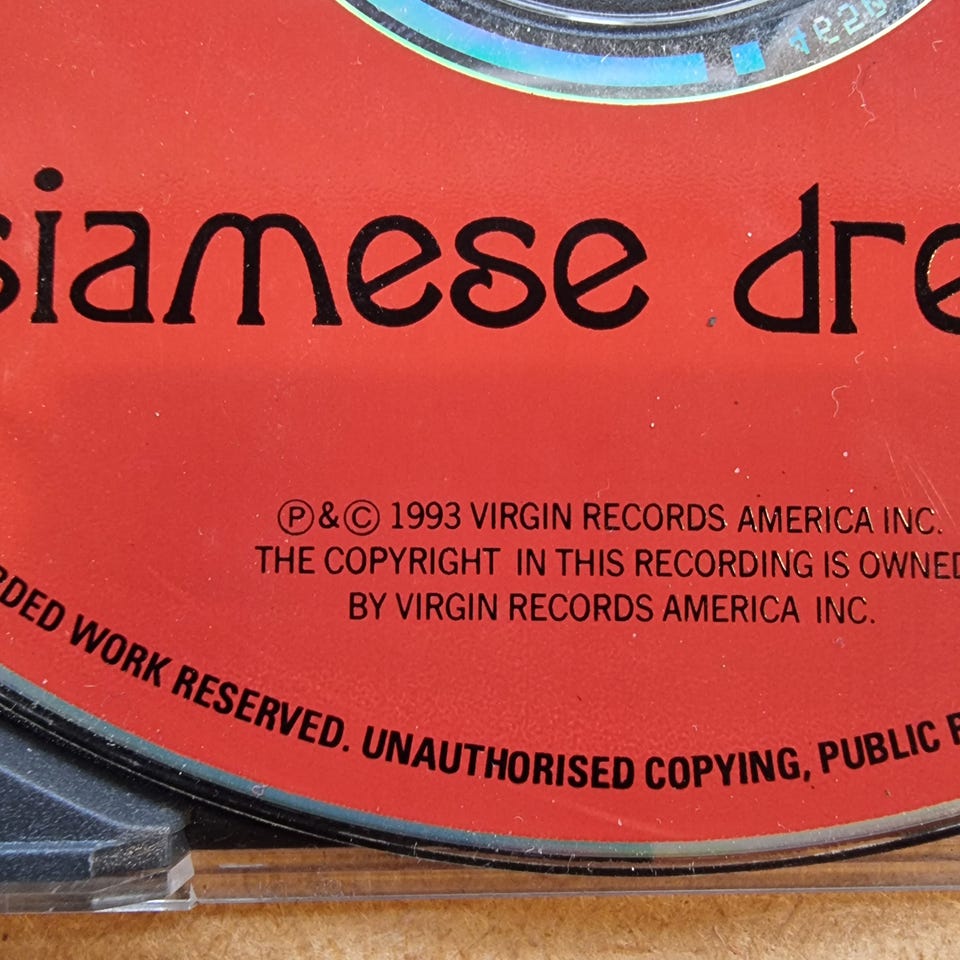 siamese dre
Ⓟ&© 1993 VIRGIN RECORDS AMERICA INC.
THE COPYRIGHT IN THIS RECORDING IS OWNED
BY VIRGIN RECORDS AMERICA INC.
RDED WORK RESERVED. UNAUTHORISED COPYING, PUBLIC